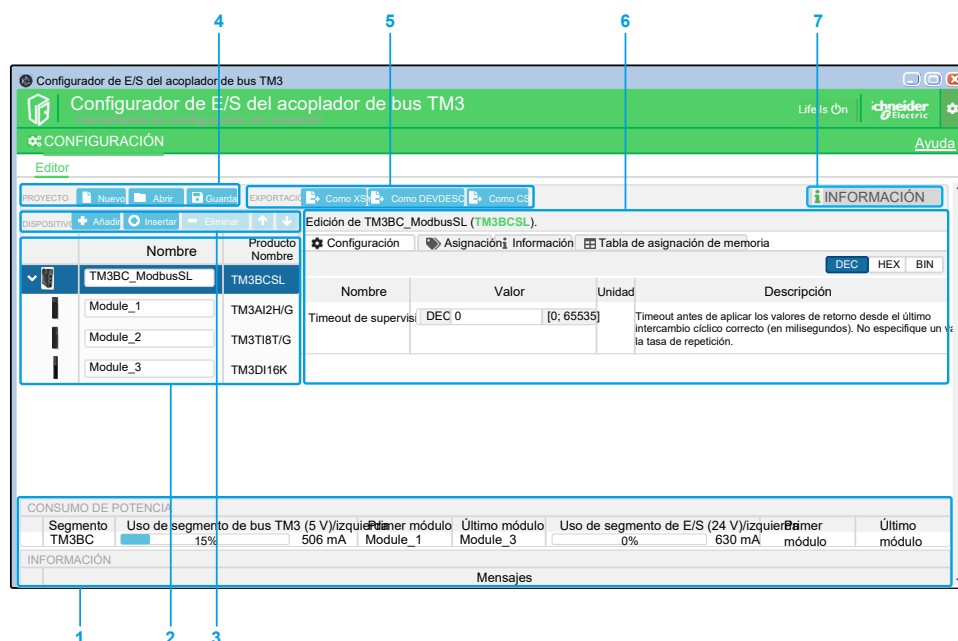 4 5 6 7
Configurador de E/S del acoplador de bus TM3
Configurador de E/S del acoplador de bus TM3
Life Is On
Schneider
Electric
CONFIGURACIÓN
Ayuda
Editor
PROYECTO Nuevo Abrir Guarda EXPORTACIÓ Como XS Como DEVDESC Como CS INFORMACIÓN
DISPOSITIVO Añadir Insertar Eliminar
Edición de TM3BC_ModbusSL (TM3BCSL).
Configuración Asignación Información Tabla de asignación de memoria
DEC HEX BIN
Nombre Producto
Nombre
TM3BC_ModbusSL TM3BCSL
Module_1 TM3AI2H/G
Module_2 TM3TI8T/G
Module_3 TM3DI16K
Nombre Valor Unidad Descripción
Timeout de supervisi DEC 0 [0; 65535]
Timeout antes de aplicar los valores de retorno desde el último
intercambio cíclico correcto (en milisegundos). No especifique un va
la tasa de repetición.
CONSUMO DE POTENCIA
Segmento Uso de segmento de bus TM3 (5 V)/izquierda Primer módulo Último módulo Uso de segmento de E/S (24 V)/izquierda Primer
módulo Último
módulo
TM3BC 15% 506 mA Module_1 Module_3 0% 630 mA
INFORMACIÓN
Mensajes
1 2 3